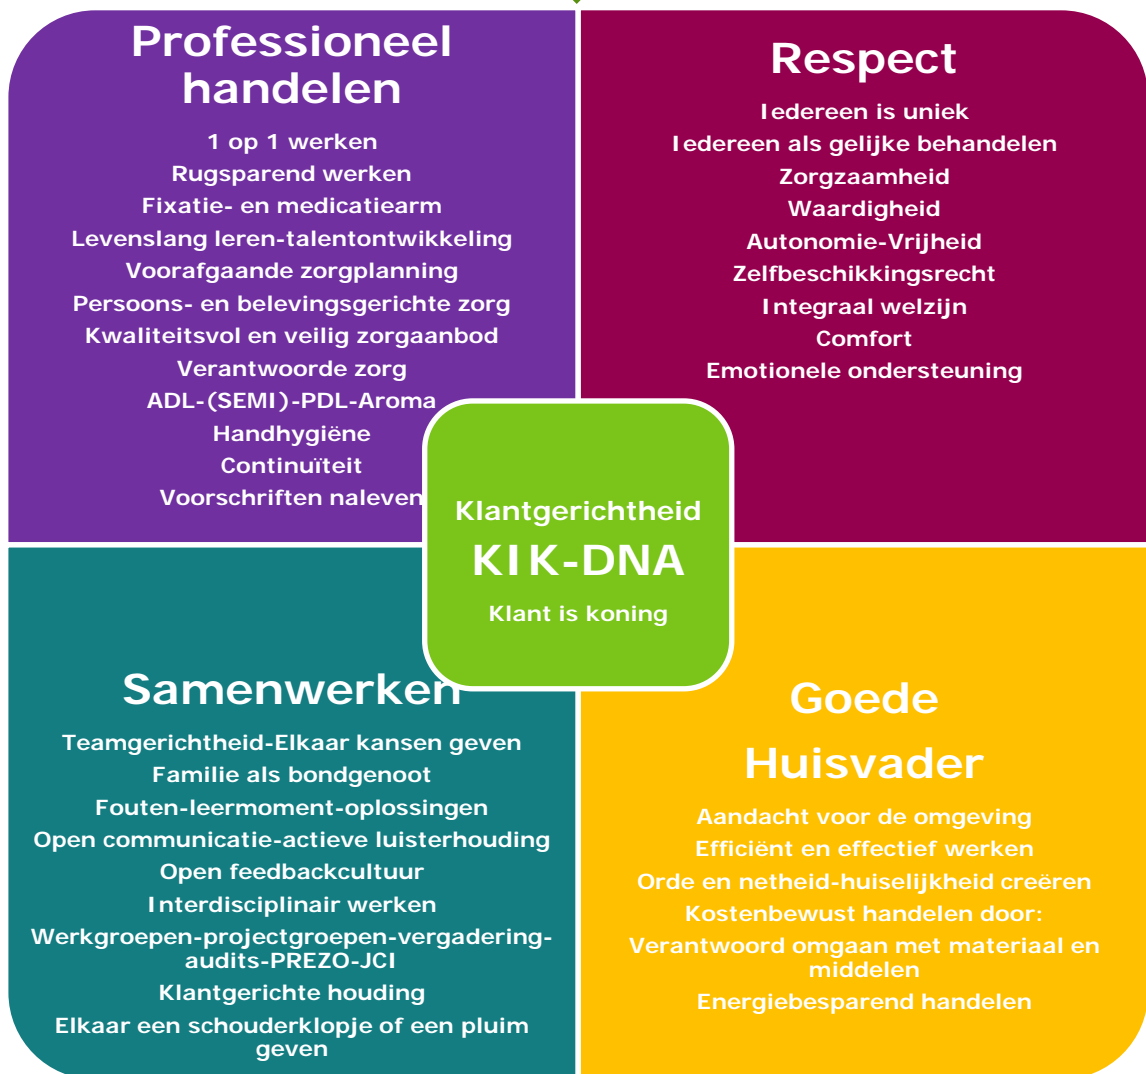 Professioneel
handelen
1 op 1 werken
Rugsparend werken
Fixatie- en medicatiearm
Levenslang leren-talentontwikkeling
Voorafgaande zorgplanning
Persoons- en belevingsgerichte zorg
Kwaliteitsvol en veilig zorgaanbod
Verantwoorde zorg
ADL-(SEMI)-PDL-Aroma
Handhygiëne
Continuïteit
Voorschriften naleven
Respect
Iedereen is uniek
Iedereen als gelijke behandelen
Zorgzaamheid
Waardigheid
Autonomie-Vrijheid
Zelfbeschikkingsrecht
Integraal welzijn
Comfort
Emotionele ondersteuning
Klantgerichtheid
KIK-DNA
Klant is koning
Samenwerken
Teamgerichtheid-Elkaar kansen geven
Familie als bondgenoot
Fouten-leermoment-oplossingen
Open communicatie-actieve luisterhouding
Open feedbackcultuur
Interdisciplinair werken
Werkgroepen-projectgroepen-vergadering-
audits-PREZO-JCI
Klantgerichte houding
Elkaar een schouderklopje of een pluim
geven
Goede
Huisvader
Aandacht voor de omgeving
Efficiënt en effectief werken
Orde en netheid-huiselijkheid creëren
Kostenbewust handelen door:
Verantwoord omgaan met materiaal en
middelen
Energiebesparend handelen